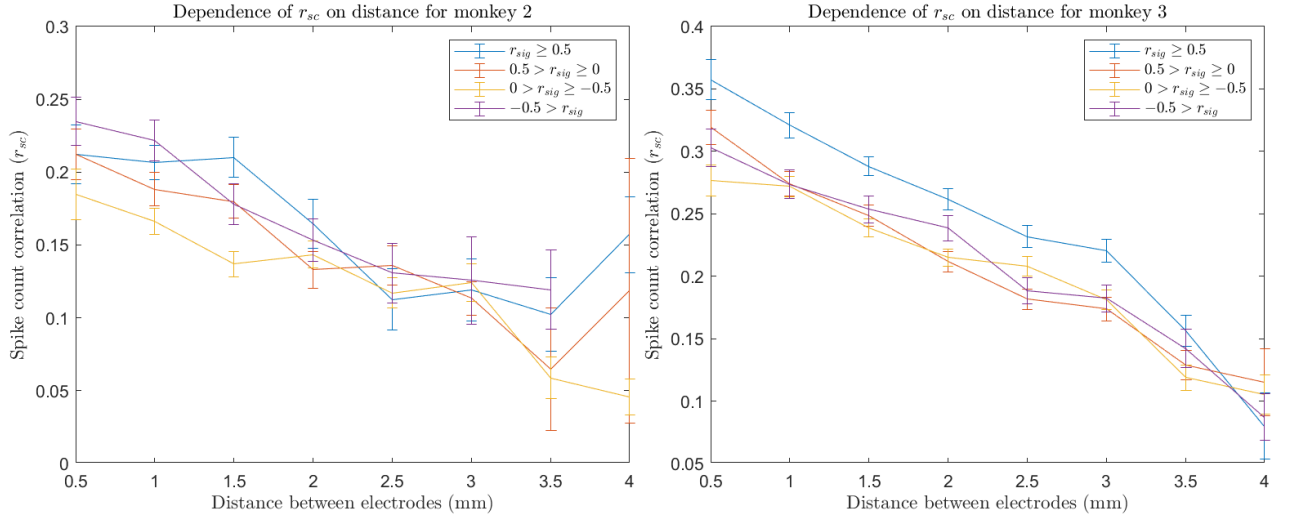 Dependence of r_sc on distance for monkey 2
0.3
0.25
0.2
0.15
0.1
0.05
0
Spike count correlation (r_sc)
r_sig ≥ 0.5
0.5 > r_sig ≥ 0
0 > r_sig ≥ −0.5
−0.5 > r_sig
0.5 1 1.5 2 2.5 3 3.5 4
Distance between electrodes (mm)
Dependence of r_sc on distance for monkey 3
0.4
0.35
0.3
0.25
0.2
0.15
0.1
0.05
Spike count correlation (r_sc)
r_sig ≥ 0.5
0.5 > r_sig ≥ 0
0 > r_sig ≥ −0.5
−0.5 > r_sig
0.5 1 1.5 2 2.5 3 3.5 4
Distance between electrodes (mm)